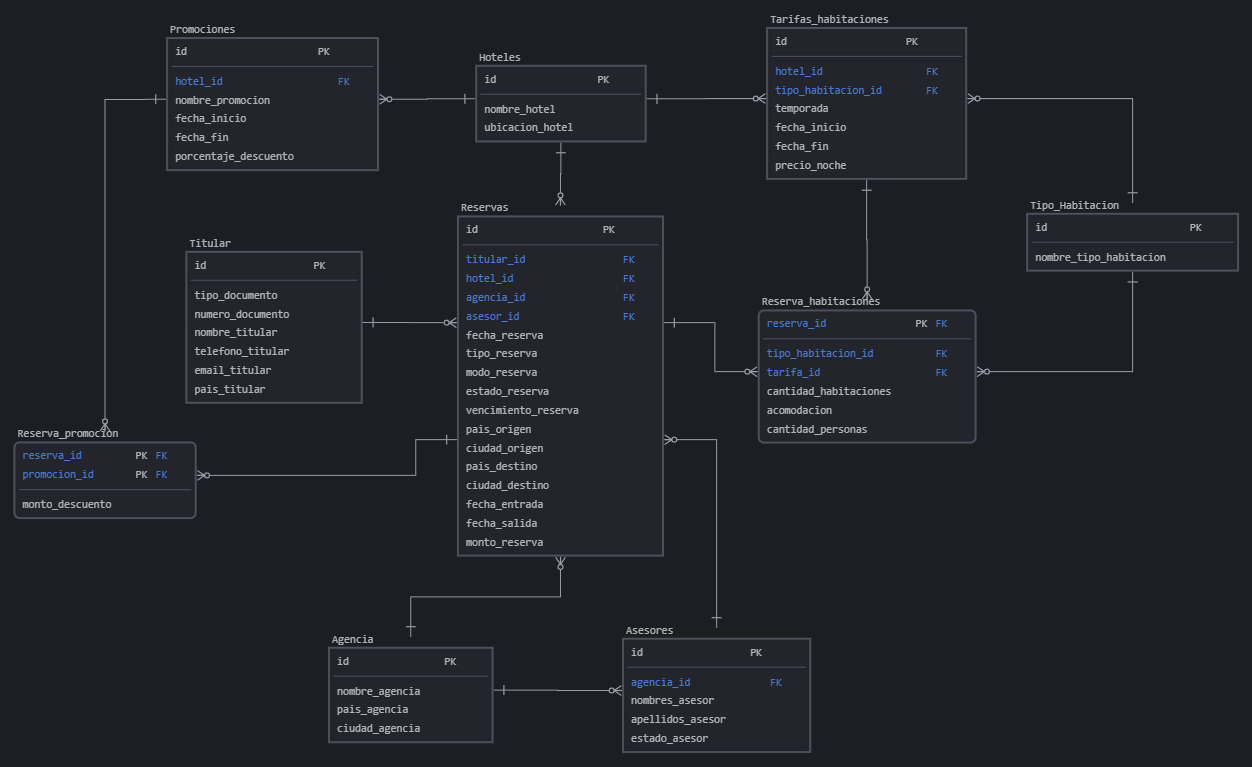 Promociones
id PK
hotel_id FK
nombre_promocion
fecha_inicio
fecha_fin
porcentaje_descuento
Hoteles
id PK
nombre_hotel
ubicacion_hotel
Tarifas_habitaciones
id PK
hotel_id FK
tipo_habitacion_id FK
temporada
fecha_inicio
fecha_fin
precio_noche
Tipo_Habitacion
id PK
nombre_tipo_habitacion
Titular
id PK
tipo_documento
numero_documento
nombre_titular
telefono_titular
email_titular
pais_titular
Reservas
id PK
titular_id FK
hotel_id FK
agencia_id FK
asesor_id FK
fecha_reserva
tipo_reserva
modo_reserva
estado_reserva
vencimiento_reserva
pais_origen
ciudad_origen
pais_destino
ciudad_destino
fecha_entrada
fecha_salida
monto_reserva
Reserva_habitaciones
reserva_id PK FK
tipo_habitacion_id FK
tarifa_id FK
cantidad_habitaciones
acomodacion
cantidad_personas
Reserva_promocion
reserva_id PK FK
promocion_id PK FK
monto_descuento
Agencia
id PK
nombre_agencia
pais_agencia
ciudad_agencia
Asesores
id PK
agencia_id FK
nombres_asesor
apellidos_asesor
estado_asesor